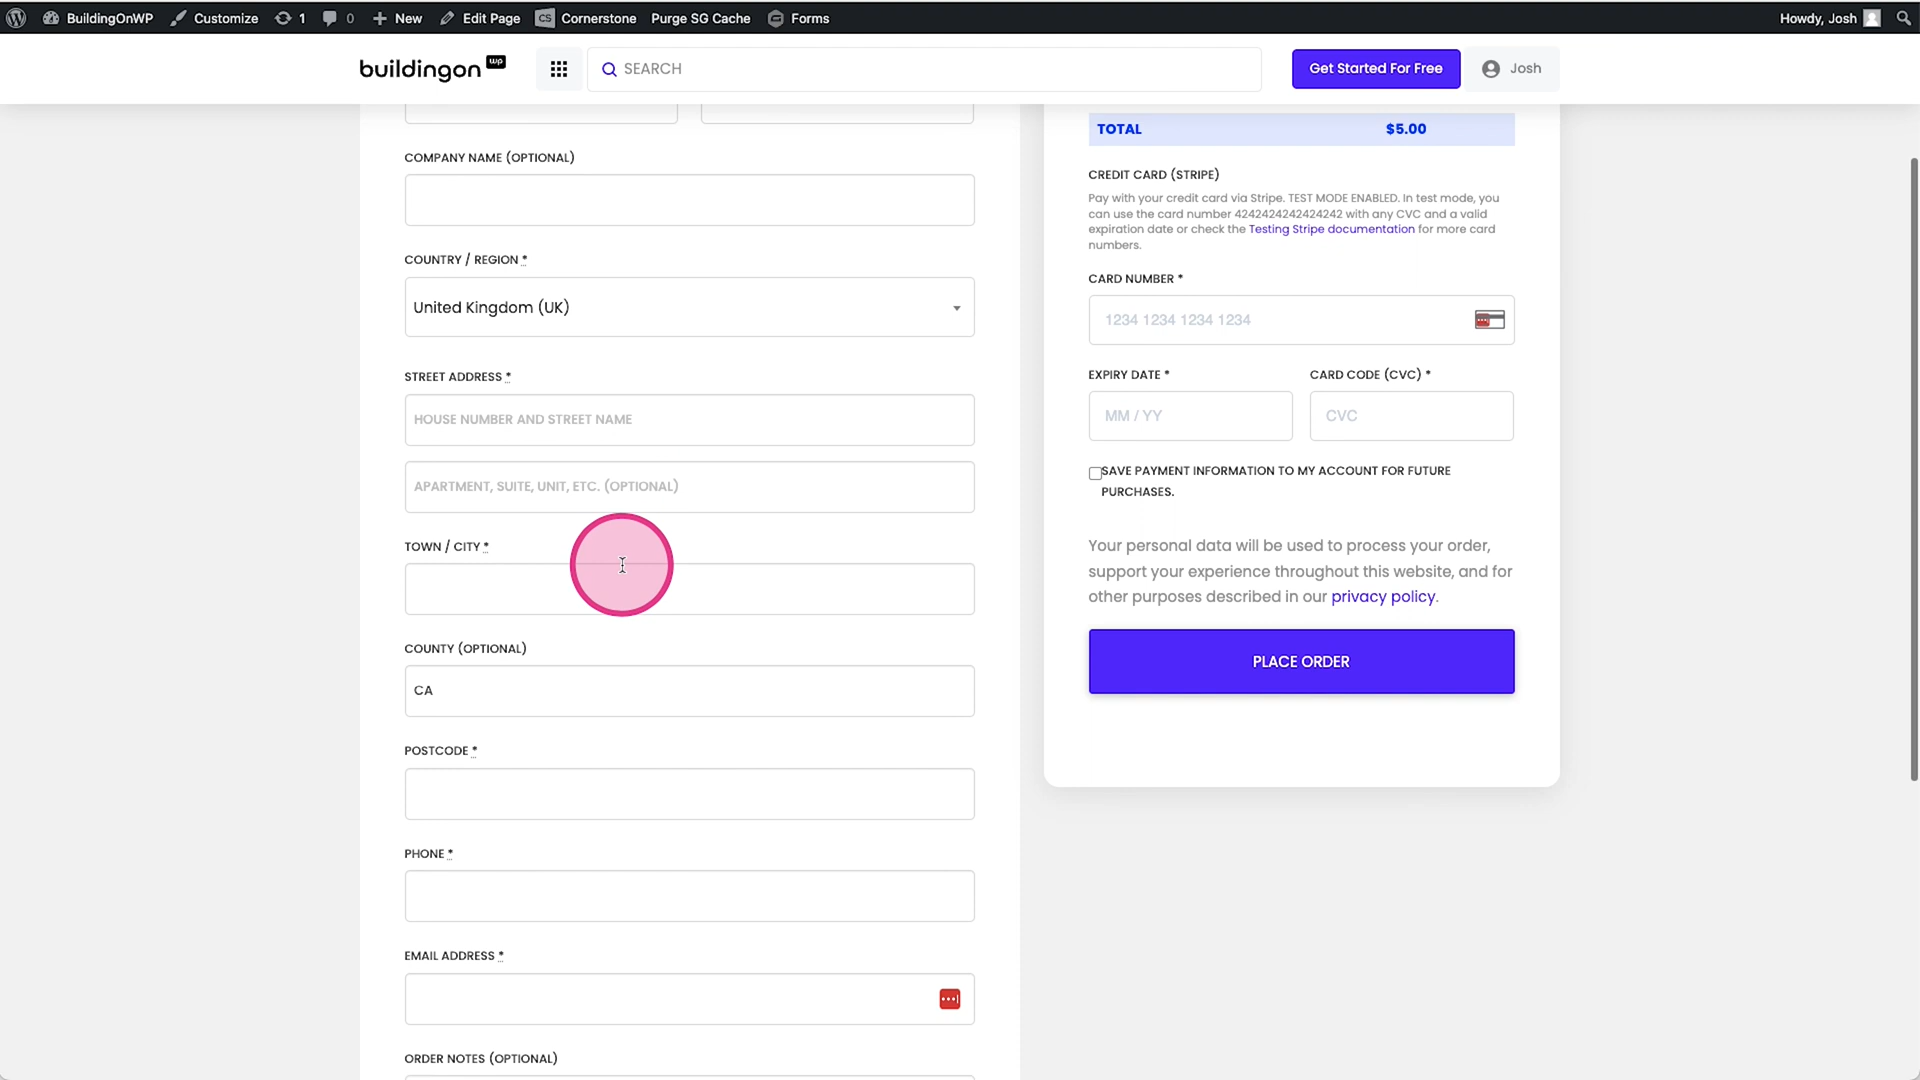 BuildingOnWP Customize 1 0 New Edit Page CS Cornerstone Purge SG Cache Forms Howdy, Josh
buildingon wp SEARCH Get Started For Free Josh
COMPANY NAME (OPTIONAL)
COUNTRY / REGION *
United Kingdom (UK)
STREET ADDRESS *
HOUSE NUMBER AND STREET NAME
APARTMENT, SUITE, UNIT, ETC. (OPTIONAL)
TOWN / CITY *
COUNTY (OPTIONAL)
CA
POSTCODE *
PHONE *
EMAIL ADDRESS *
ORDER NOTES (OPTIONAL)
TOTAL $5.00
CREDIT CARD (STRIPE)
Pay with your credit card via Stripe. TEST MODE ENABLED. In test mode, you
can use the card number 4242424242424242 with any CVC and a valid
expiration date or check the Testing Stripe documentation for more card
numbers.
CARD NUMBER *
1234 1234 1234 1234
EXPIRY DATE * CARD CODE (CVC) *
MM / YY CVC
SAVE PAYMENT INFORMATION TO MY ACCOUNT FOR FUTURE
PURCHASES.
Your personal data will be used to process your order,
support your experience throughout this website, and for
other purposes described in our privacy policy.
PLACE ORDER